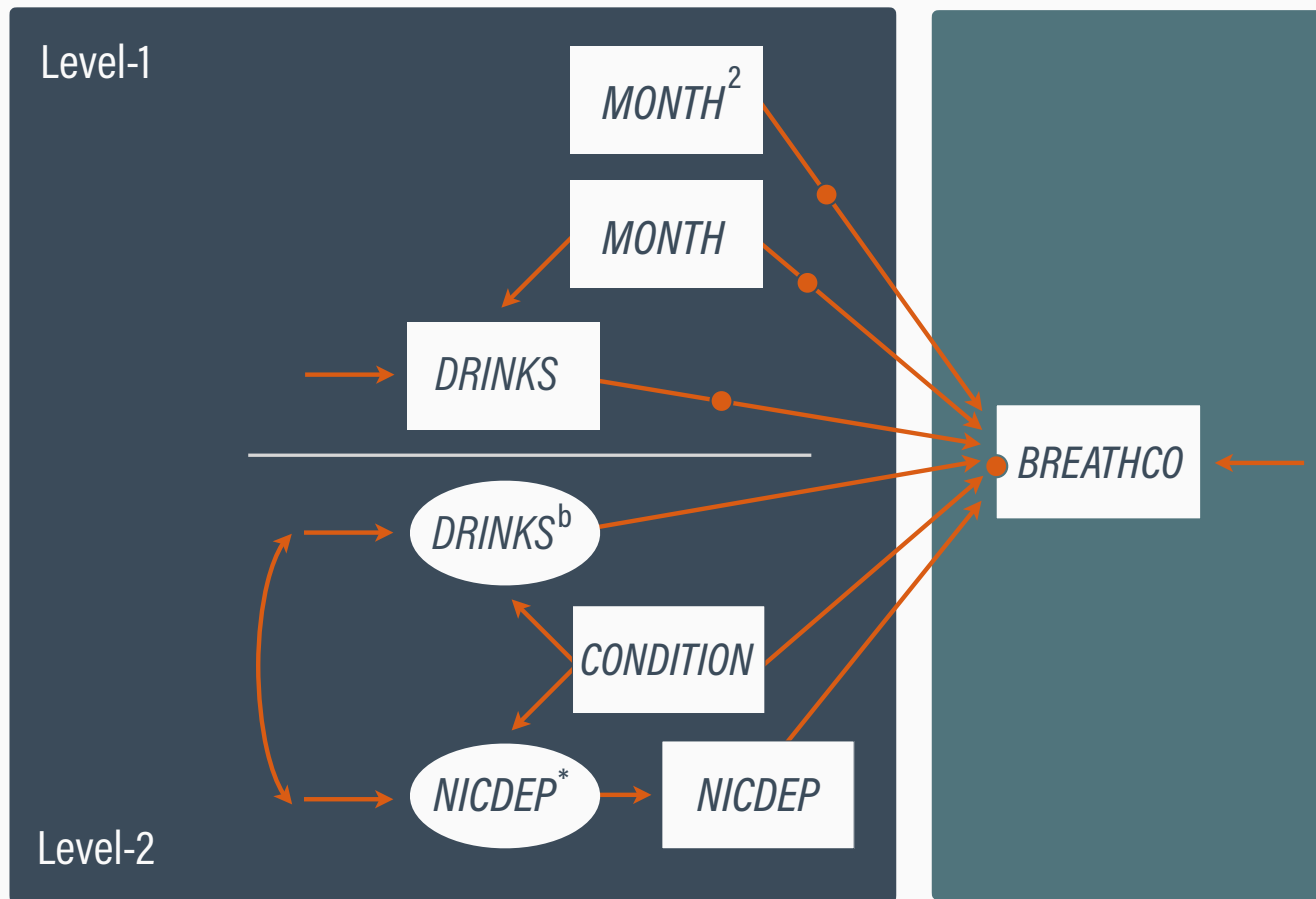 Level-1
MONTH²
MONTH
DRINKS
BREATHCO
DRINKSᵇ
CONDITION
NICDEP*
NICDEP
Level-2